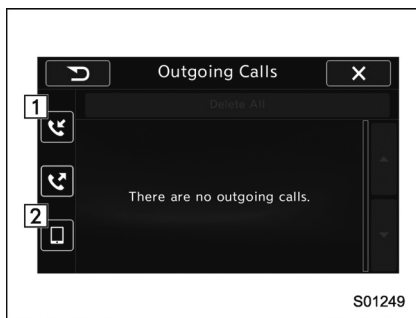 Outgoing Calls
1
Delete All
There are no outgoing calls.
2
S01249